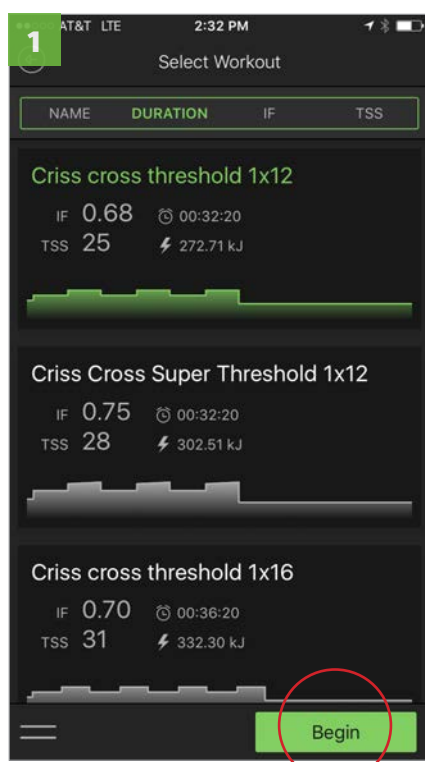 1
AT&T LTE 2:32 PM
Select Workout
NAME DURATION IF TSS
Criss cross threshold 1x12
IF 0.68 00:32:20
TSS 25 272.71 kJ
Criss Cross Super Threshold 1x12
IF 0.75 00:32:20
TSS 28 302.51 kJ
Criss cross threshold 1x16
IF 0.70 00:36:20
TSS 31 332.30 kJ
Begin